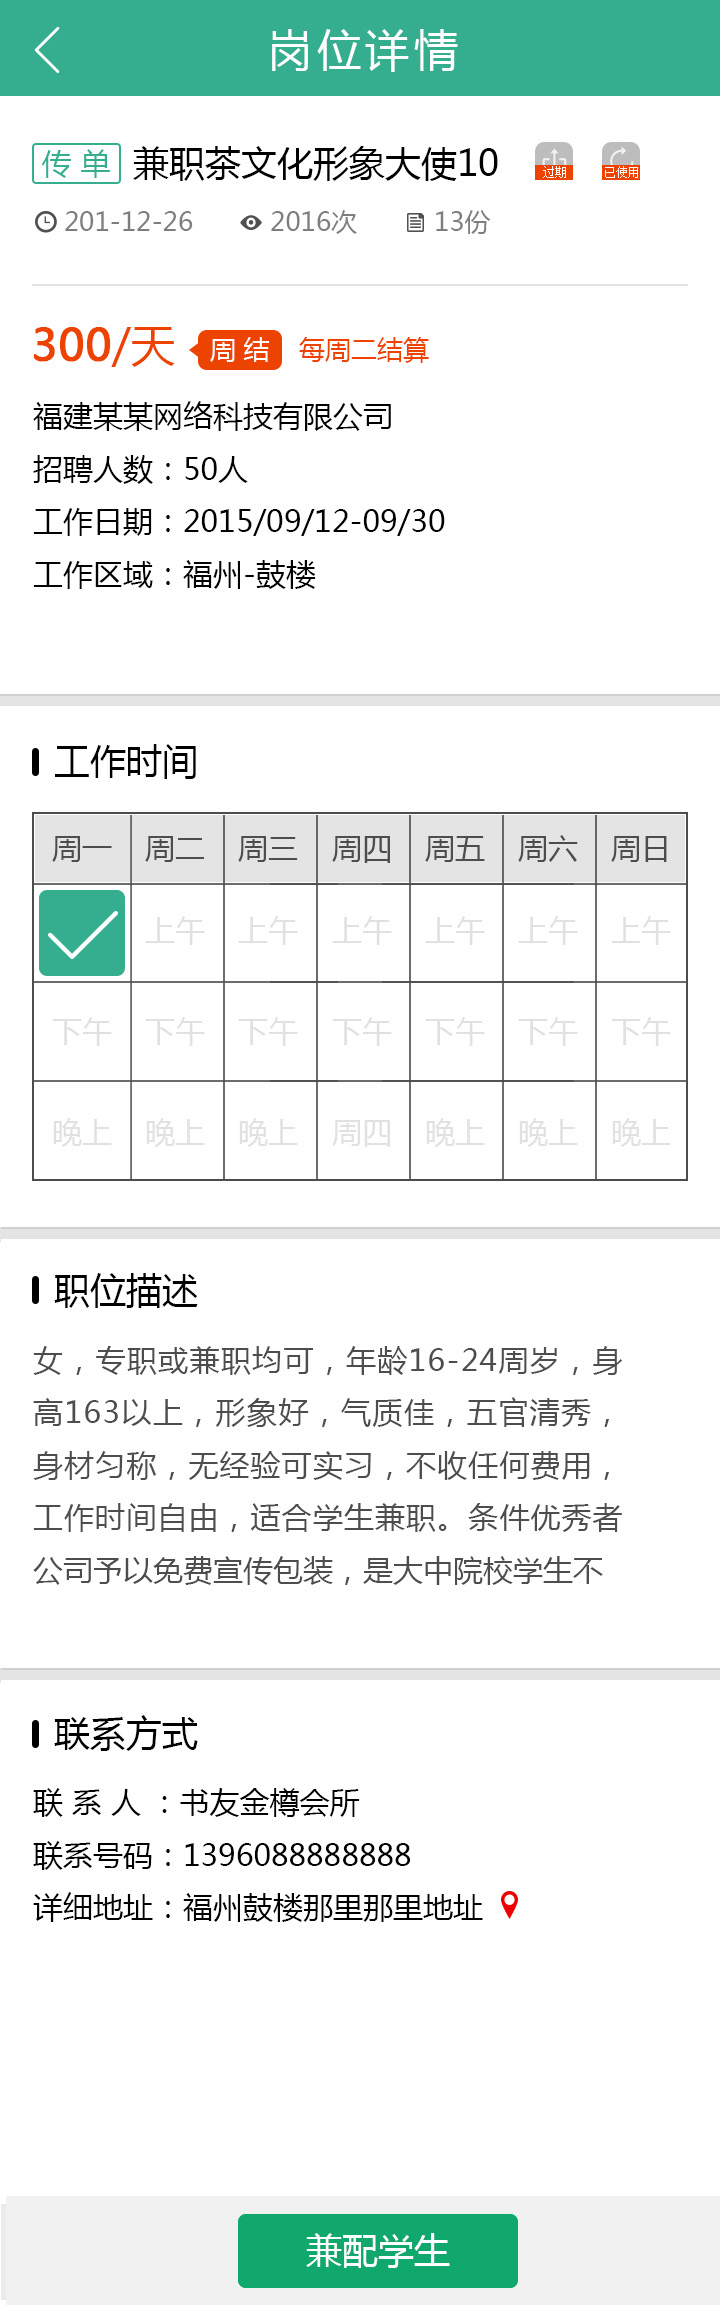 岗位详情
传 单 兼职茶文化形象大使10 过期 已使用
201-12-26 2016次 13份
300/天 周 结 每周二结算
福建某某网络科技有限公司
招聘人数：50人
工作日期：2015/09/12-09/30
工作区域：福州-鼓楼
工作时间
周一 周二 周三 周四 周五 周六 周日
上午 上午 上午 上午 上午 上午
下午 下午 下午 下午 下午 下午 下午
晚上 晚上 晚上 周四 晚上 晚上 晚上
职位描述
女，专职或兼职均可，年龄16-24周岁，身
高163以上，形象好，气质佳，五官清秀，
身材匀称，无经验可实习，不收任何费用，
工作时间自由，适合学生兼职。条件优秀者
公司予以免费宣传包装，是大中院校学生不
联系方式
联 系 人 ：书友金樽会所
联系号码：1396088888888
详细地址：福州鼓楼那里那里地址
兼配学生